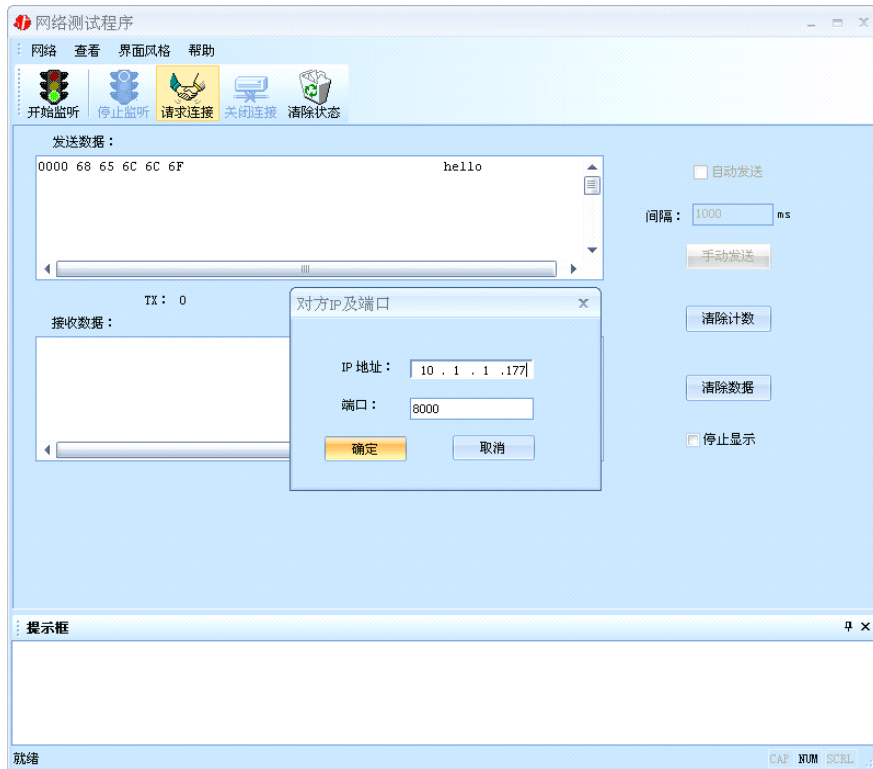 网络测试程序
网络 查看 界面风格 帮助
开始监听 停止监听 请求连接 关闭连接 清除状态
发送数据：
0000 68 65 6C 6C 6F hello
自动发送
间隔： 1000 ms
手动发送
TX： 0
接收数据：
对方IP及端口
IP 地址： 10 . 1 . 1 .177
端口： 8000
确定 取消
清除计数
清除数据
停止显示
提示框
就绪 CAP NUM SCRL